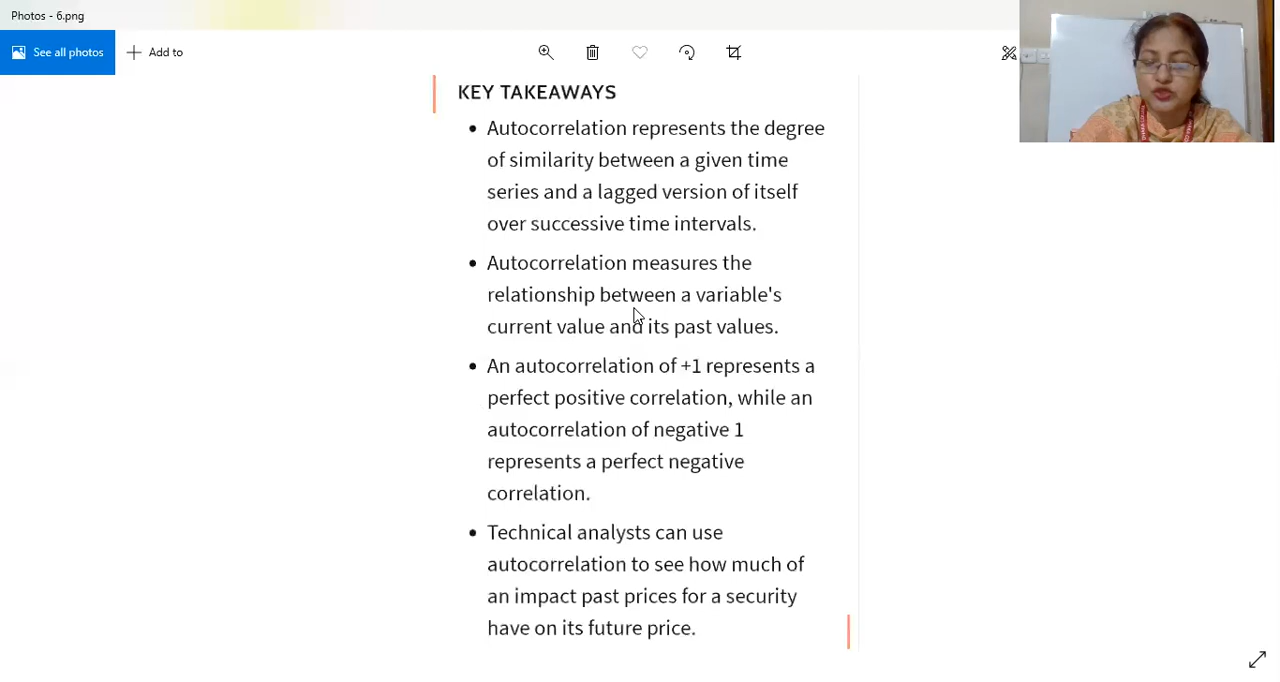 Photos - 6.png
See all photos
Add to
KEY TAKEAWAYS
• Autocorrelation represents the degree
of similarity between a given time
series and a lagged version of itself
over successive time intervals.
• Autocorrelation measures the
relationship between a variable's
current value and its past values.
• An autocorrelation of +1 represents a
perfect positive correlation, while an
autocorrelation of negative 1
represents a perfect negative
correlation.
• Technical analysts can use
autocorrelation to see how much of
an impact past prices for a security
have on its future price.